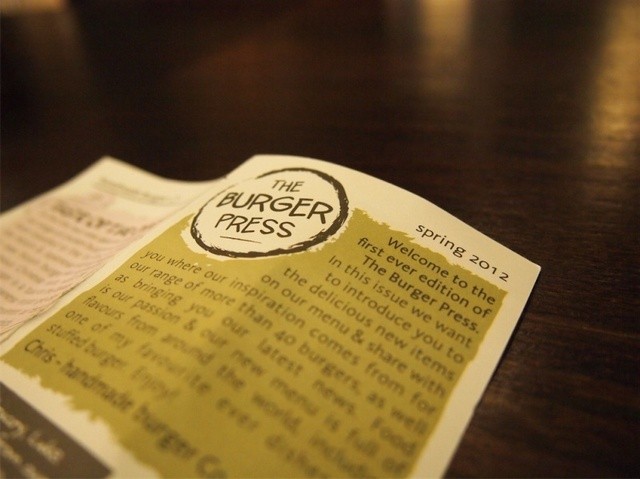 THE
BURGER
PRESS
spring 2012
Welcome to the
first ever edition of
The Burger Press.
In this issue we want
to introduce you to
the delicious new items
on our menu & share with
you where our inspiration comes from for
our range of more than 40 burgers, as well
as bringing you our latest news. Food
is our passion & our new menu is full of
flavours from around the world, including
one of my favourite ever dishes
stuffed burger. Enjoy!
Chris - handmade burger Co